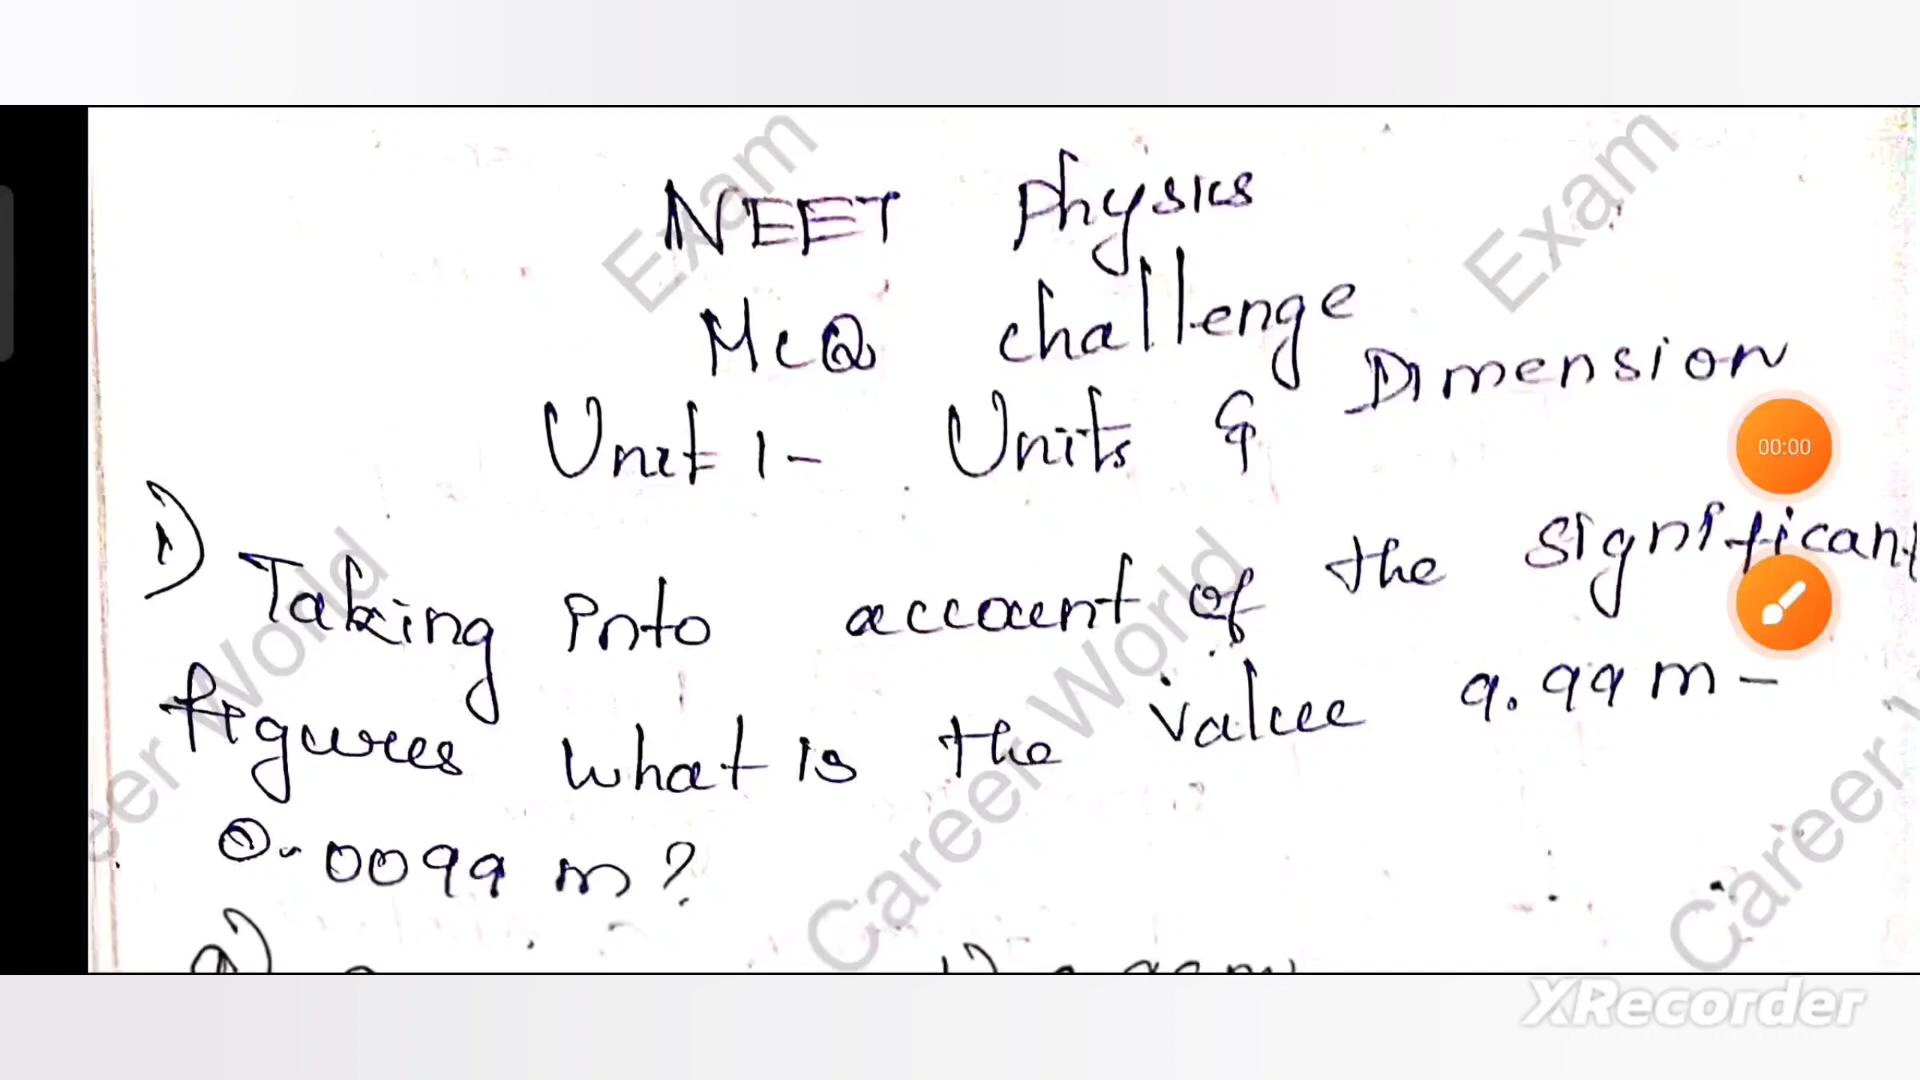 NEET Physics
MCQ challenge
Unit 1 - Units & Dimension
1) Taking into account of the significant
figures what is the value 9.99 m -
0.0099 m?
a)
Exam
Exam
Career World
Career World
Career
00:00
XRecorder